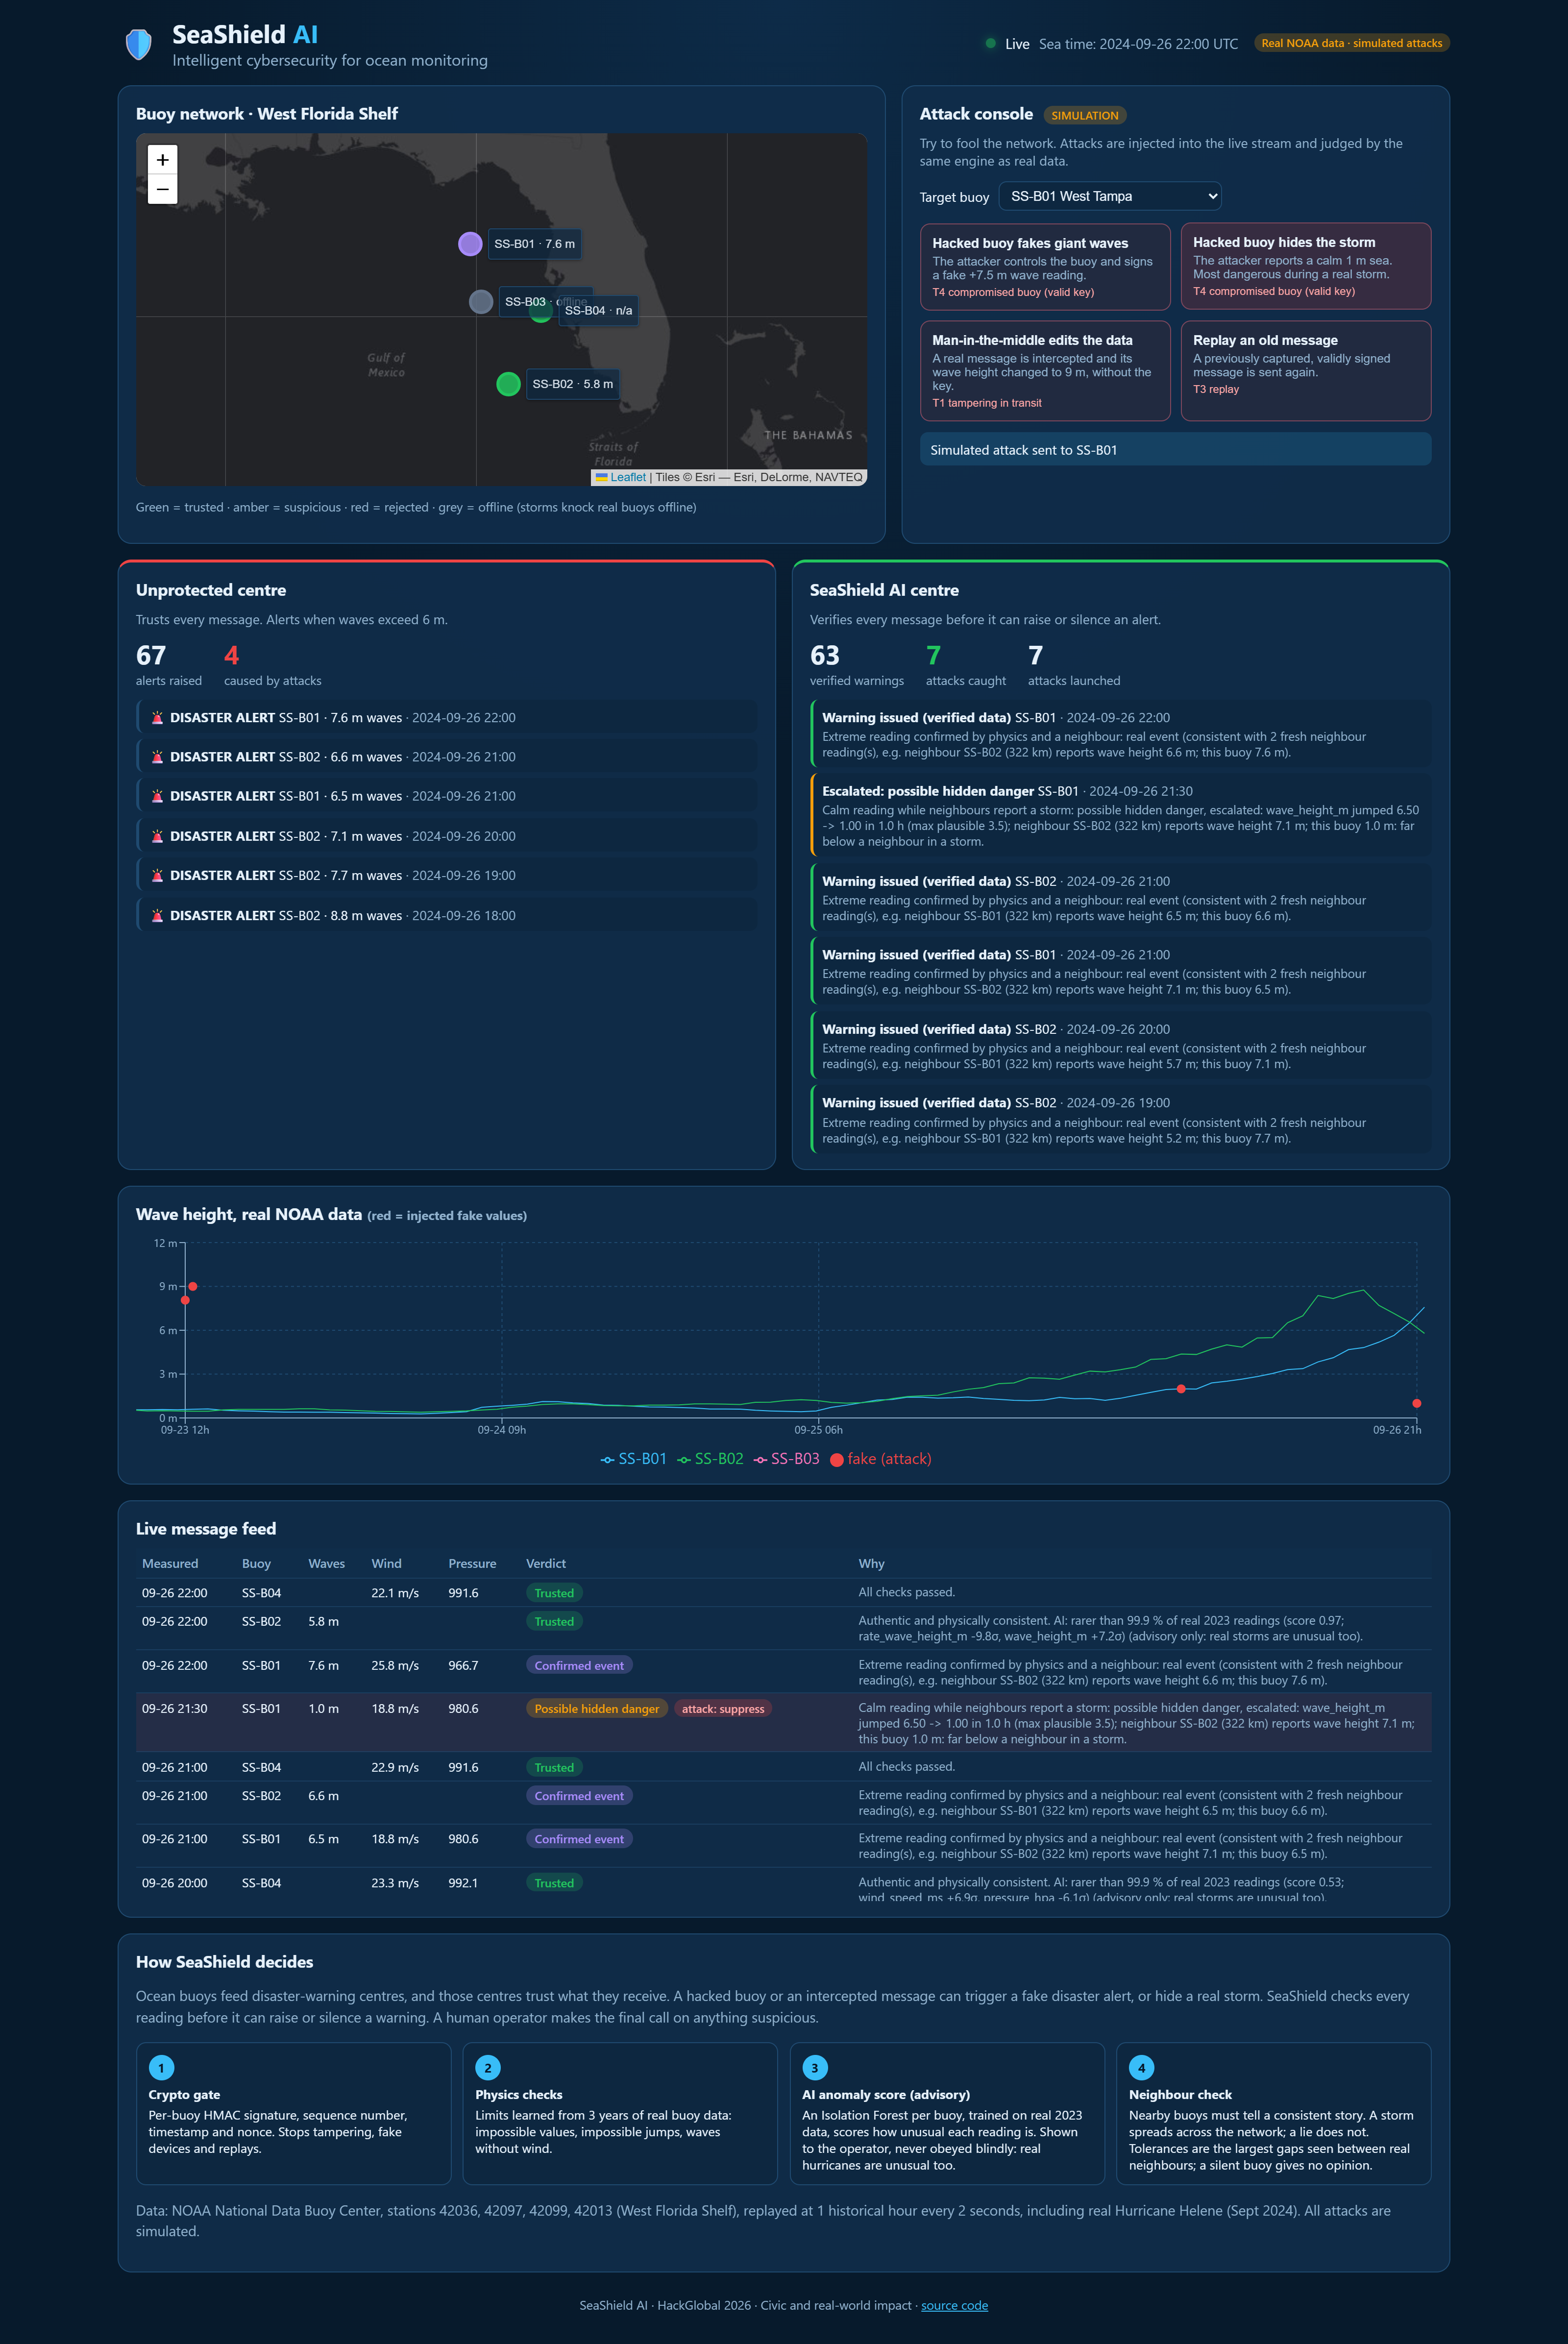 SeaShield AI
Intelligent cybersecurity for ocean monitoring
Live Sea time: 2024-09-26 22:00 UTC
Real NOAA data · simulated attacks
Buoy network · West Florida Shelf
+
−
SS-B01 · 7.6 m
SS-B03 · offline
SS-B04 · n/a
SS-B02 · 5.8 m
Gulf of
Mexico
THE BAHAMAS
Straits of
Florida
Leaflet | Tiles © Esri — Esri, DeLorme, NAVTEQ
Green = trusted · amber = suspicious · red = rejected · grey = offline (storms knock real buoys offline)
Attack console SIMULATION
Try to fool the network. Attacks are injected into the live stream and judged by the
same engine as real data.
Target buoy SS-B01 West Tampa
Hacked buoy fakes giant waves
The attacker controls the buoy and signs
a fake +7.5 m wave reading.
T4 compromised buoy (valid key)
Hacked buoy hides the storm
The attacker reports a calm 1 m sea.
Most dangerous during a real storm.
T4 compromised buoy (valid key)
Man-in-the-middle edits the data
A real message is intercepted and its
wave height changed to 9 m, without the
key.
T1 tampering in transit
Replay an old message
A previously captured, validly signed
message is sent again.
T3 replay
Simulated attack sent to SS-B01
Unprotected centre
Trusts every message. Alerts when waves exceed 6 m.
67 4
alerts raised caused by attacks
DISASTER ALERT SS-B01 · 7.6 m waves · 2024-09-26 22:00
DISASTER ALERT SS-B02 · 6.6 m waves · 2024-09-26 21:00
DISASTER ALERT SS-B01 · 6.5 m waves · 2024-09-26 21:00
DISASTER ALERT SS-B02 · 7.1 m waves · 2024-09-26 20:00
DISASTER ALERT SS-B02 · 7.7 m waves · 2024-09-26 19:00
DISASTER ALERT SS-B02 · 8.8 m waves · 2024-09-26 18:00
SeaShield AI centre
Verifies every message before it can raise or silence an alert.
63 7 7
verified warnings attacks caught attacks launched
Warning issued (verified data) SS-B01 · 2024-09-26 22:00
Extreme reading confirmed by physics and a neighbour: real event (consistent with 2 fresh neighbour
reading(s), e.g. neighbour SS-B02 (322 km) reports wave height 6.6 m; this buoy 7.6 m).
Escalated: possible hidden danger SS-B01 · 2024-09-26 21:30
Calm reading while neighbours report a storm: possible hidden danger, escalated: wave_height_m jumped 6.50
-> 1.00 in 1.0 h (max plausible 3.5); neighbour SS-B02 (322 km) reports wave height 7.1 m; this buoy 1.0 m: far
below a neighbour in a storm.
Warning issued (verified data) SS-B02 · 2024-09-26 21:00
Extreme reading confirmed by physics and a neighbour: real event (consistent with 2 fresh neighbour
reading(s), e.g. neighbour SS-B01 (322 km) reports wave height 6.5 m; this buoy 6.6 m).
Warning issued (verified data) SS-B01 · 2024-09-26 21:00
Extreme reading confirmed by physics and a neighbour: real event (consistent with 2 fresh neighbour
reading(s), e.g. neighbour SS-B02 (322 km) reports wave height 7.1 m; this buoy 6.5 m).
Warning issued (verified data) SS-B02 · 2024-09-26 20:00
Extreme reading confirmed by physics and a neighbour: real event (consistent with 2 fresh neighbour
reading(s), e.g. neighbour SS-B01 (322 km) reports wave height 5.7 m; this buoy 7.1 m).
Warning issued (verified data) SS-B02 · 2024-09-26 19:00
Extreme reading confirmed by physics and a neighbour: real event (consistent with 2 fresh neighbour
reading(s), e.g. neighbour SS-B01 (322 km) reports wave height 5.2 m; this buoy 7.7 m).
Wave height, real NOAA data (red = injected fake values)
12 m
9 m
6 m
3 m
0 m
09-23 12h 09-24 09h 09-25 06h 09-26 21h
SS-B01 SS-B02 SS-B03 fake (attack)
Live message feed
Measured Buoy Waves Wind Pressure Verdict Why
09-26 22:00 SS-B04 22.1 m/s 991.6 Trusted All checks passed.
09-26 22:00 SS-B02 5.8 m Trusted Authentic and physically consistent. AI: rarer than 99.9 % of real 2023 readings (score 0.97;
rate_wave_height_m -9.8σ, wave_height_m +7.2σ) (advisory only: real storms are unusual too).
09-26 22:00 SS-B01 7.6 m 25.8 m/s 966.7 Confirmed event Extreme reading confirmed by physics and a neighbour: real event (consistent with 2 fresh neighbour
reading(s), e.g. neighbour SS-B02 (322 km) reports wave height 6.6 m; this buoy 7.6 m).
09-26 21:30 SS-B01 1.0 m 18.8 m/s 980.6 Possible hidden danger attack: suppress Calm reading while neighbours report a storm: possible hidden danger, escalated: wave_height_m
jumped 6.50 -> 1.00 in 1.0 h (max plausible 3.5); neighbour SS-B02 (322 km) reports wave height 7.1 m;
this buoy 1.0 m: far below a neighbour in a storm.
09-26 21:00 SS-B04 22.9 m/s 991.6 Trusted All checks passed.
09-26 21:00 SS-B02 6.6 m Confirmed event Extreme reading confirmed by physics and a neighbour: real event (consistent with 2 fresh neighbour
reading(s), e.g. neighbour SS-B01 (322 km) reports wave height 6.5 m; this buoy 6.6 m).
09-26 21:00 SS-B01 6.5 m 18.8 m/s 980.6 Confirmed event Extreme reading confirmed by physics and a neighbour: real event (consistent with 2 fresh neighbour
reading(s), e.g. neighbour SS-B02 (322 km) reports wave height 7.1 m; this buoy 6.5 m).
09-26 20:00 SS-B04 23.3 m/s 992.1 Trusted Authentic and physically consistent. AI: rarer than 99.9 % of real 2023 readings (score 0.53;
wind_speed_ms +6.9σ, pressure_hpa -6.1σ) (advisory only: real storms are unusual too).
How SeaShield decides
Ocean buoys feed disaster-warning centres, and those centres trust what they receive. A hacked buoy or an intercepted message can trigger a fake disaster alert, or hide a real storm. SeaShield checks every
reading before it can raise or silence a warning. A human operator makes the final call on anything suspicious.
1
Crypto gate
Per-buoy HMAC signature, sequence number,
timestamp and nonce. Stops tampering, fake
devices and replays.
2
Physics checks
Limits learned from 3 years of real buoy data:
impossible values, impossible jumps, waves
without wind.
3
AI anomaly score (advisory)
An Isolation Forest per buoy, trained on real 2023
data, scores how unusual each reading is. Shown
to the operator, never obeyed blindly: real
hurricanes are unusual too.
4
Neighbour check
Nearby buoys must tell a consistent story. A storm
spreads across the network; a lie does not.
Tolerances are the largest gaps seen between real
neighbours; a silent buoy gives no opinion.
Data: NOAA National Data Buoy Center, stations 42036, 42097, 42099, 42013 (West Florida Shelf), replayed at 1 historical hour every 2 seconds, including real Hurricane Helene (Sept 2024). All attacks are
simulated.
SeaShield AI · HackGlobal 2026 · Civic and real-world impact · source code